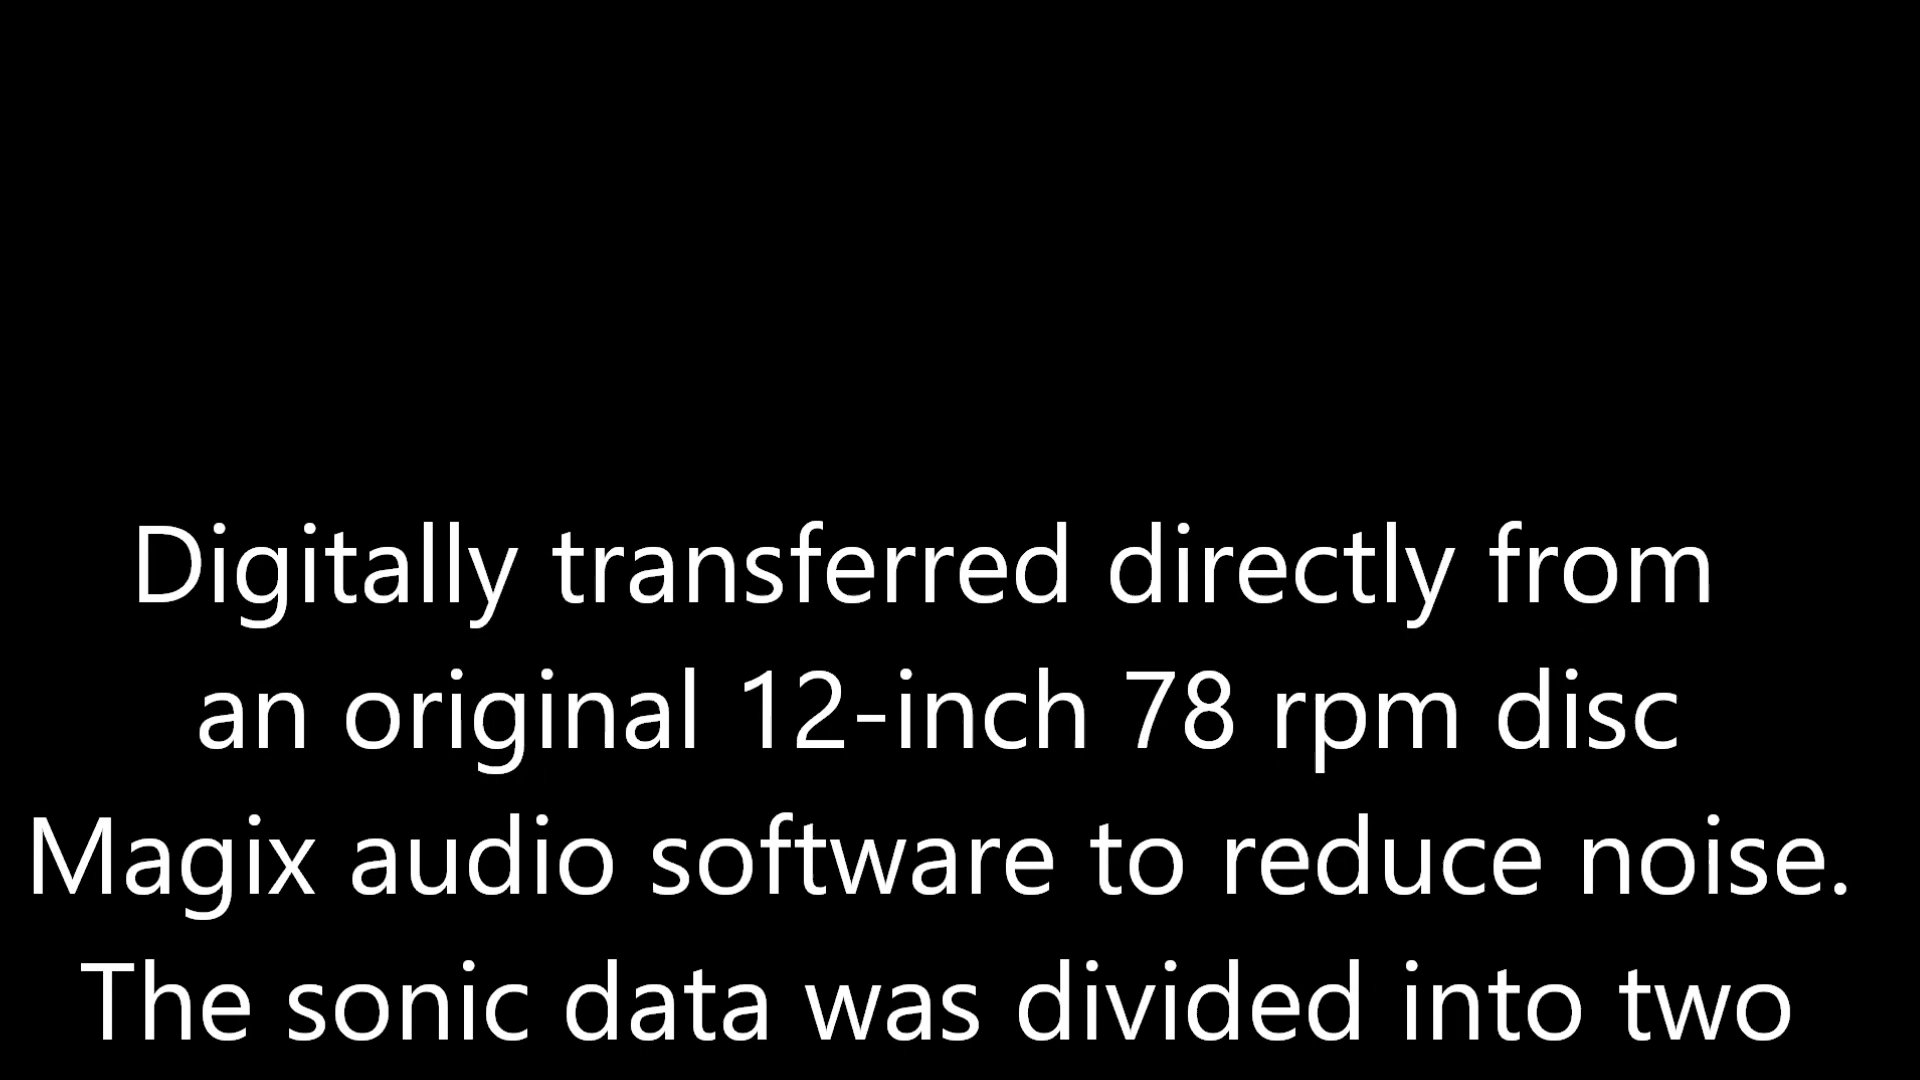 Digitally transferred directly from
an original 12-inch 78 rpm disc
Magix audio software to reduce noise.
The sonic data was divided into two